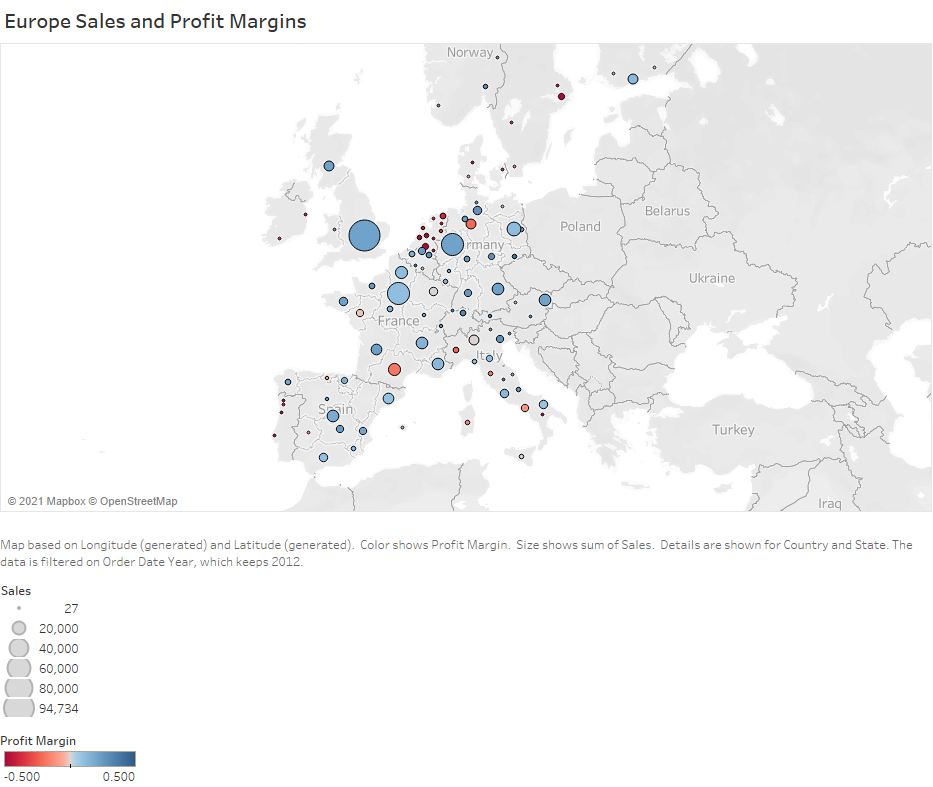 Europe Sales and Profit Margins
Norway
Belarus
Poland
rmany
Ukraine
France
Italy
Spain
Turkey
Iraq
© 2021 Mapbox © OpenStreetMap
Map based on Longitude (generated) and Latitude (generated).  Color shows Profit Margin.  Size shows sum of Sales.  Details are shown for Country and State. The
data is filtered on Order Date Year, which keeps 2012.
Sales
27
20,000
40,000
60,000
80,000
94,734
Profit Margin
-0.500 0.500